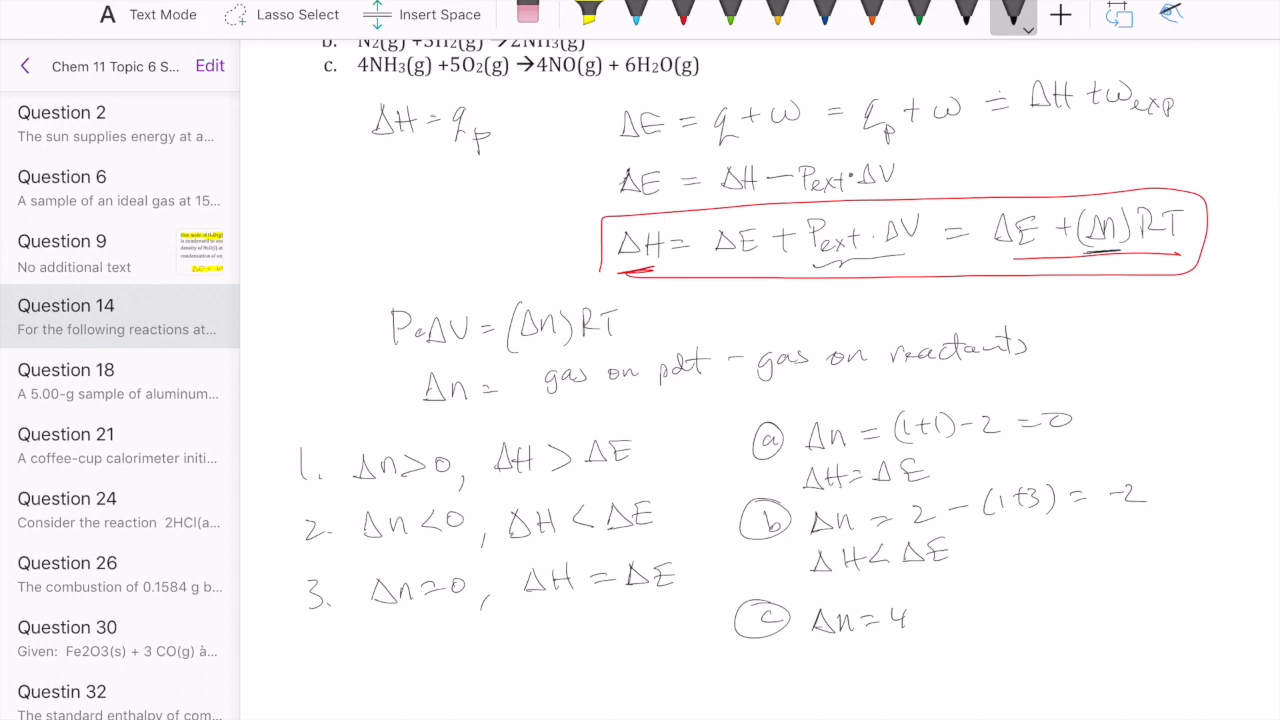 A Text Mode Lasso Select Insert Space
Chem 11 Topic 6 S... Edit
Question 2
The sun supplies energy at a...
Question 6
A sample of an ideal gas at 15...
Question 9
No additional text
Question 14
For the following reactions at...
Question 18
A 5.00-g sample of aluminum...
Question 21
A coffee-cup calorimeter initi...
Question 24
Consider the reaction 2HCl(a...
Question 26
The combustion of 0.1584 g b...
Question 30
Given: Fe2O3(s) + 3 CO(g) à...
Questin 32
The standard enthalpy of com...
b. N2(g) +3H2(g) →2NH3(g)
c. 4NH3(g) +5O2(g) →4NO(g) + 6H2O(g)
ΔH = qp
ΔE = q + w = qp + w = ΔH + wexp
ΔE = ΔH – Pext · ΔV
ΔH = ΔE + Pext · ΔV = ΔE + (Δn) RT
P·ΔV = (Δn) RT
Δn = gas on pdt – gas on reactants
1. Δn>0, ΔH > ΔE
2. Δn<0, ΔH < ΔE
3. Δn=0, ΔH = ΔE
a Δn = (1+1) – 2 = 0
ΔH = ΔE
b Δn = 2 – (1+3) = -2
ΔH < ΔE
c Δn = 4